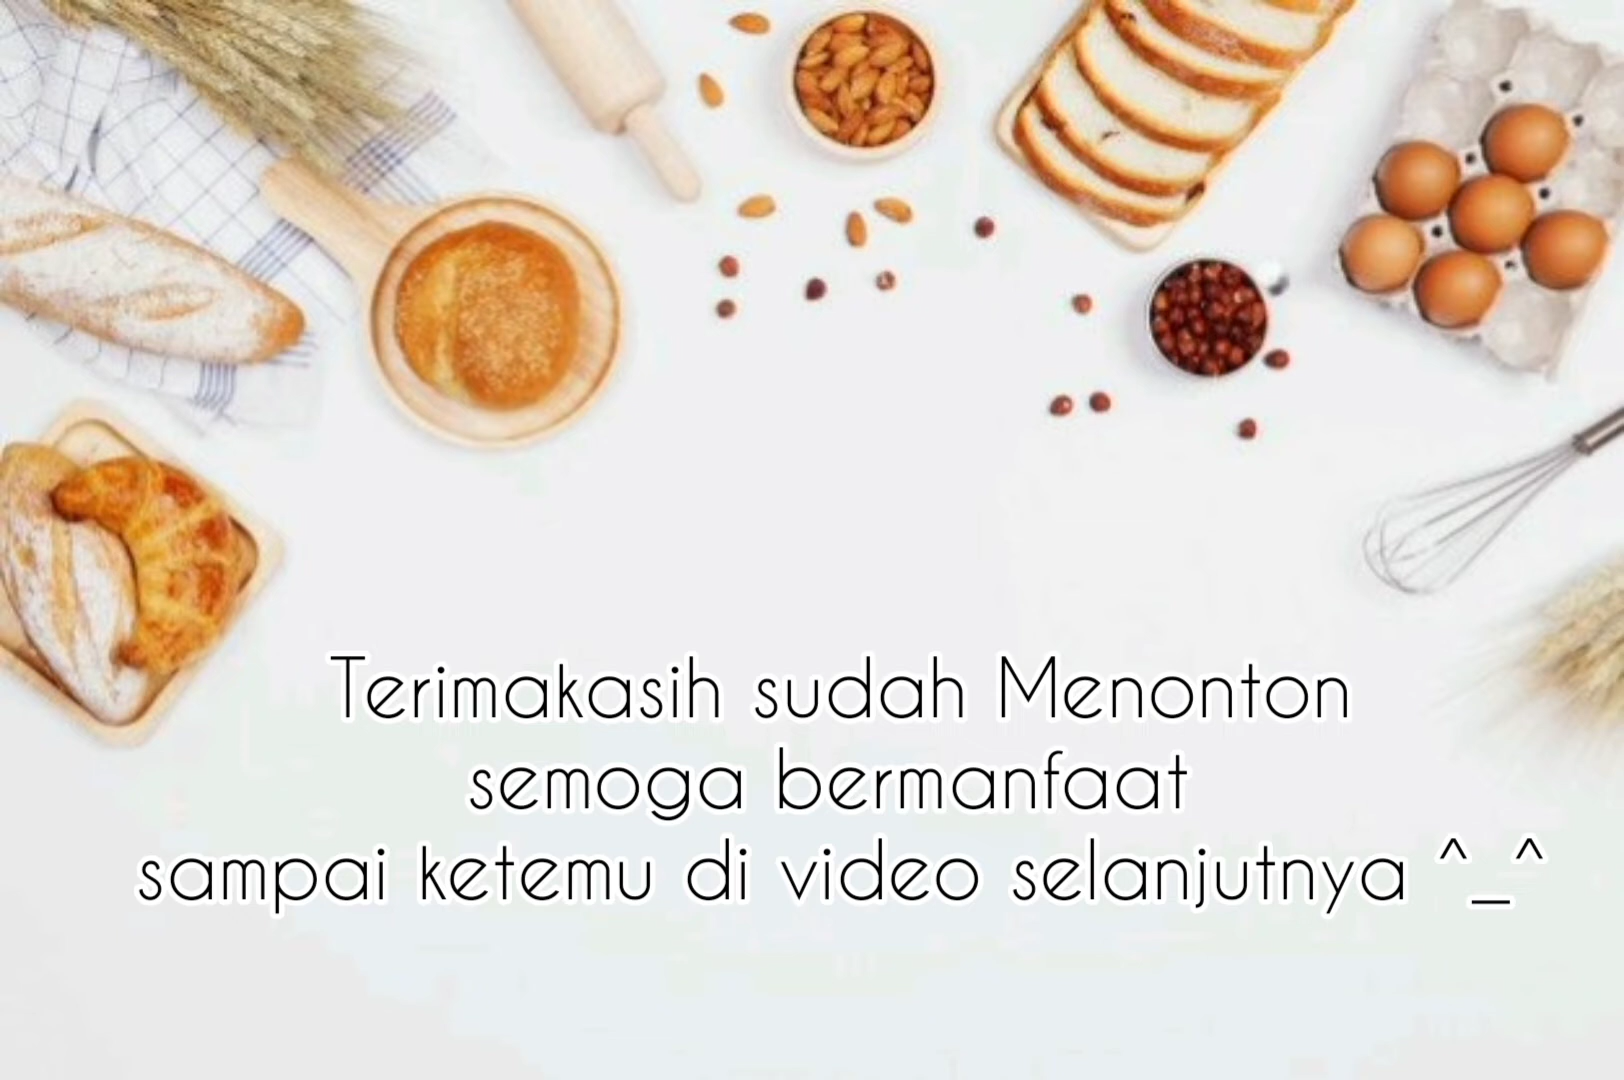 Terimakasih sudah Menonton
semoga bermanfaat
sampai ketemu di video selanjutnya ^_^